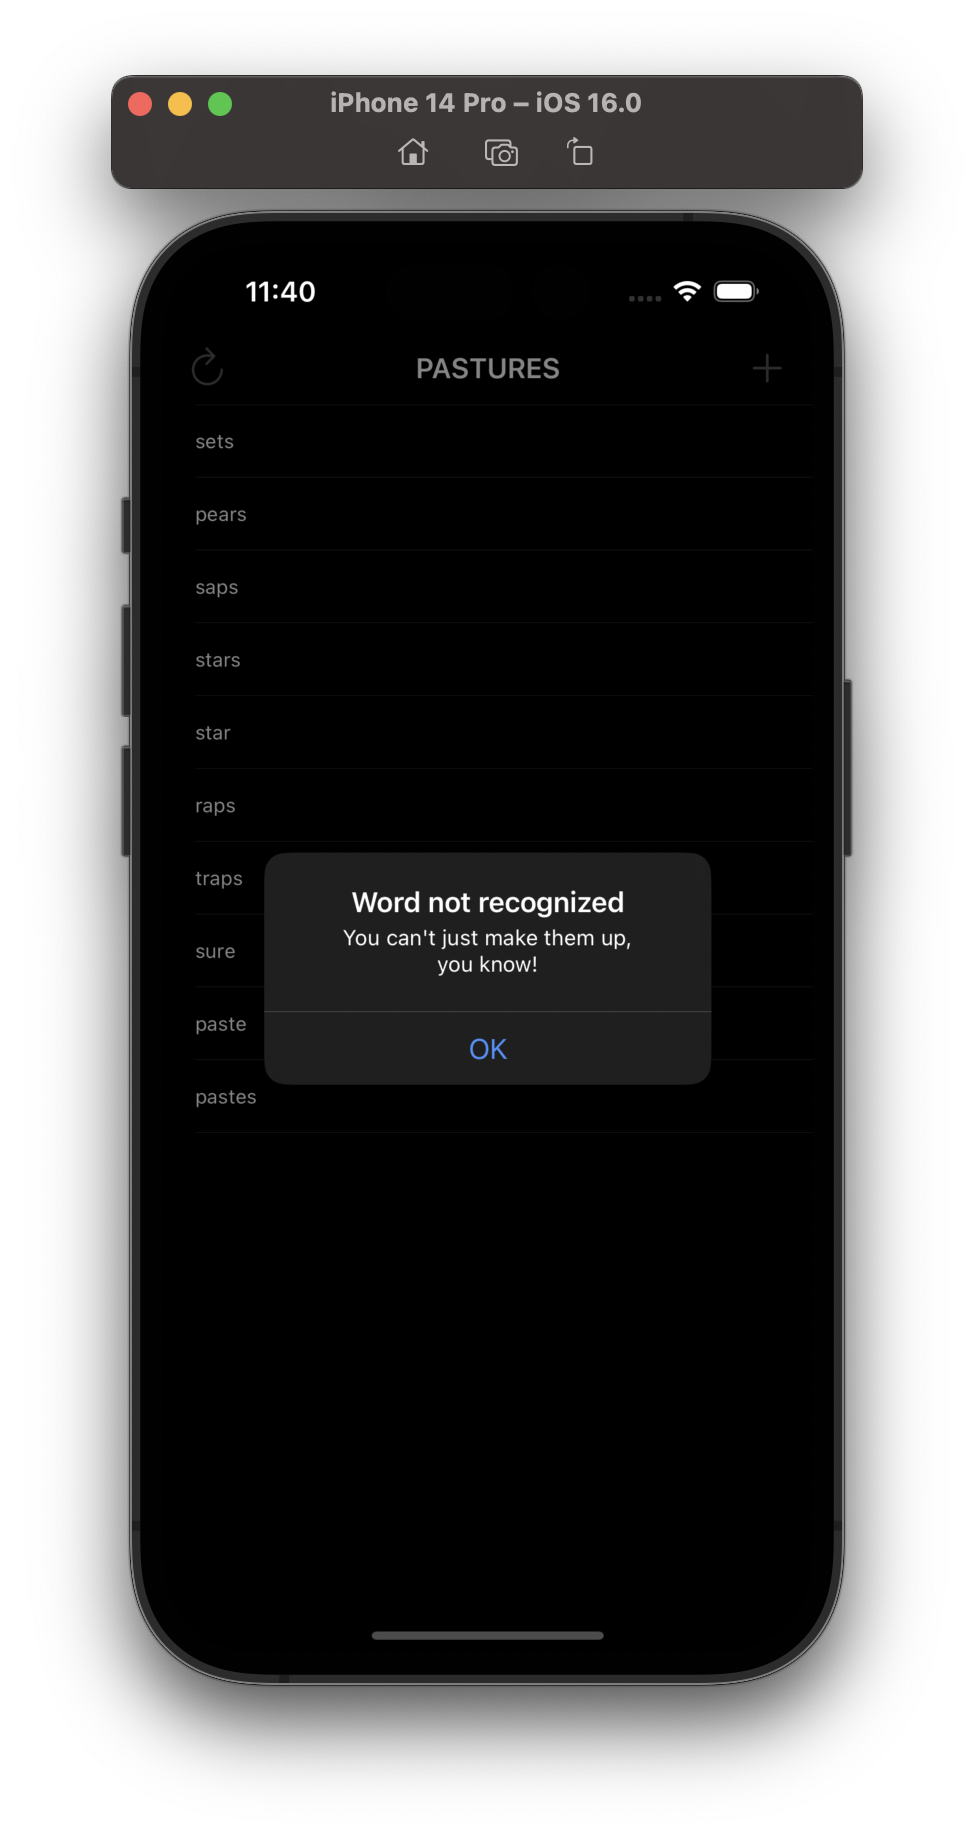 iPhone 14 Pro – iOS 16.0
11:40
PASTURES
sets
pears
saps
stars
star
raps
traps
sure
paste
pastes
Word not recognized
You can't just make them up,
you know!
OK